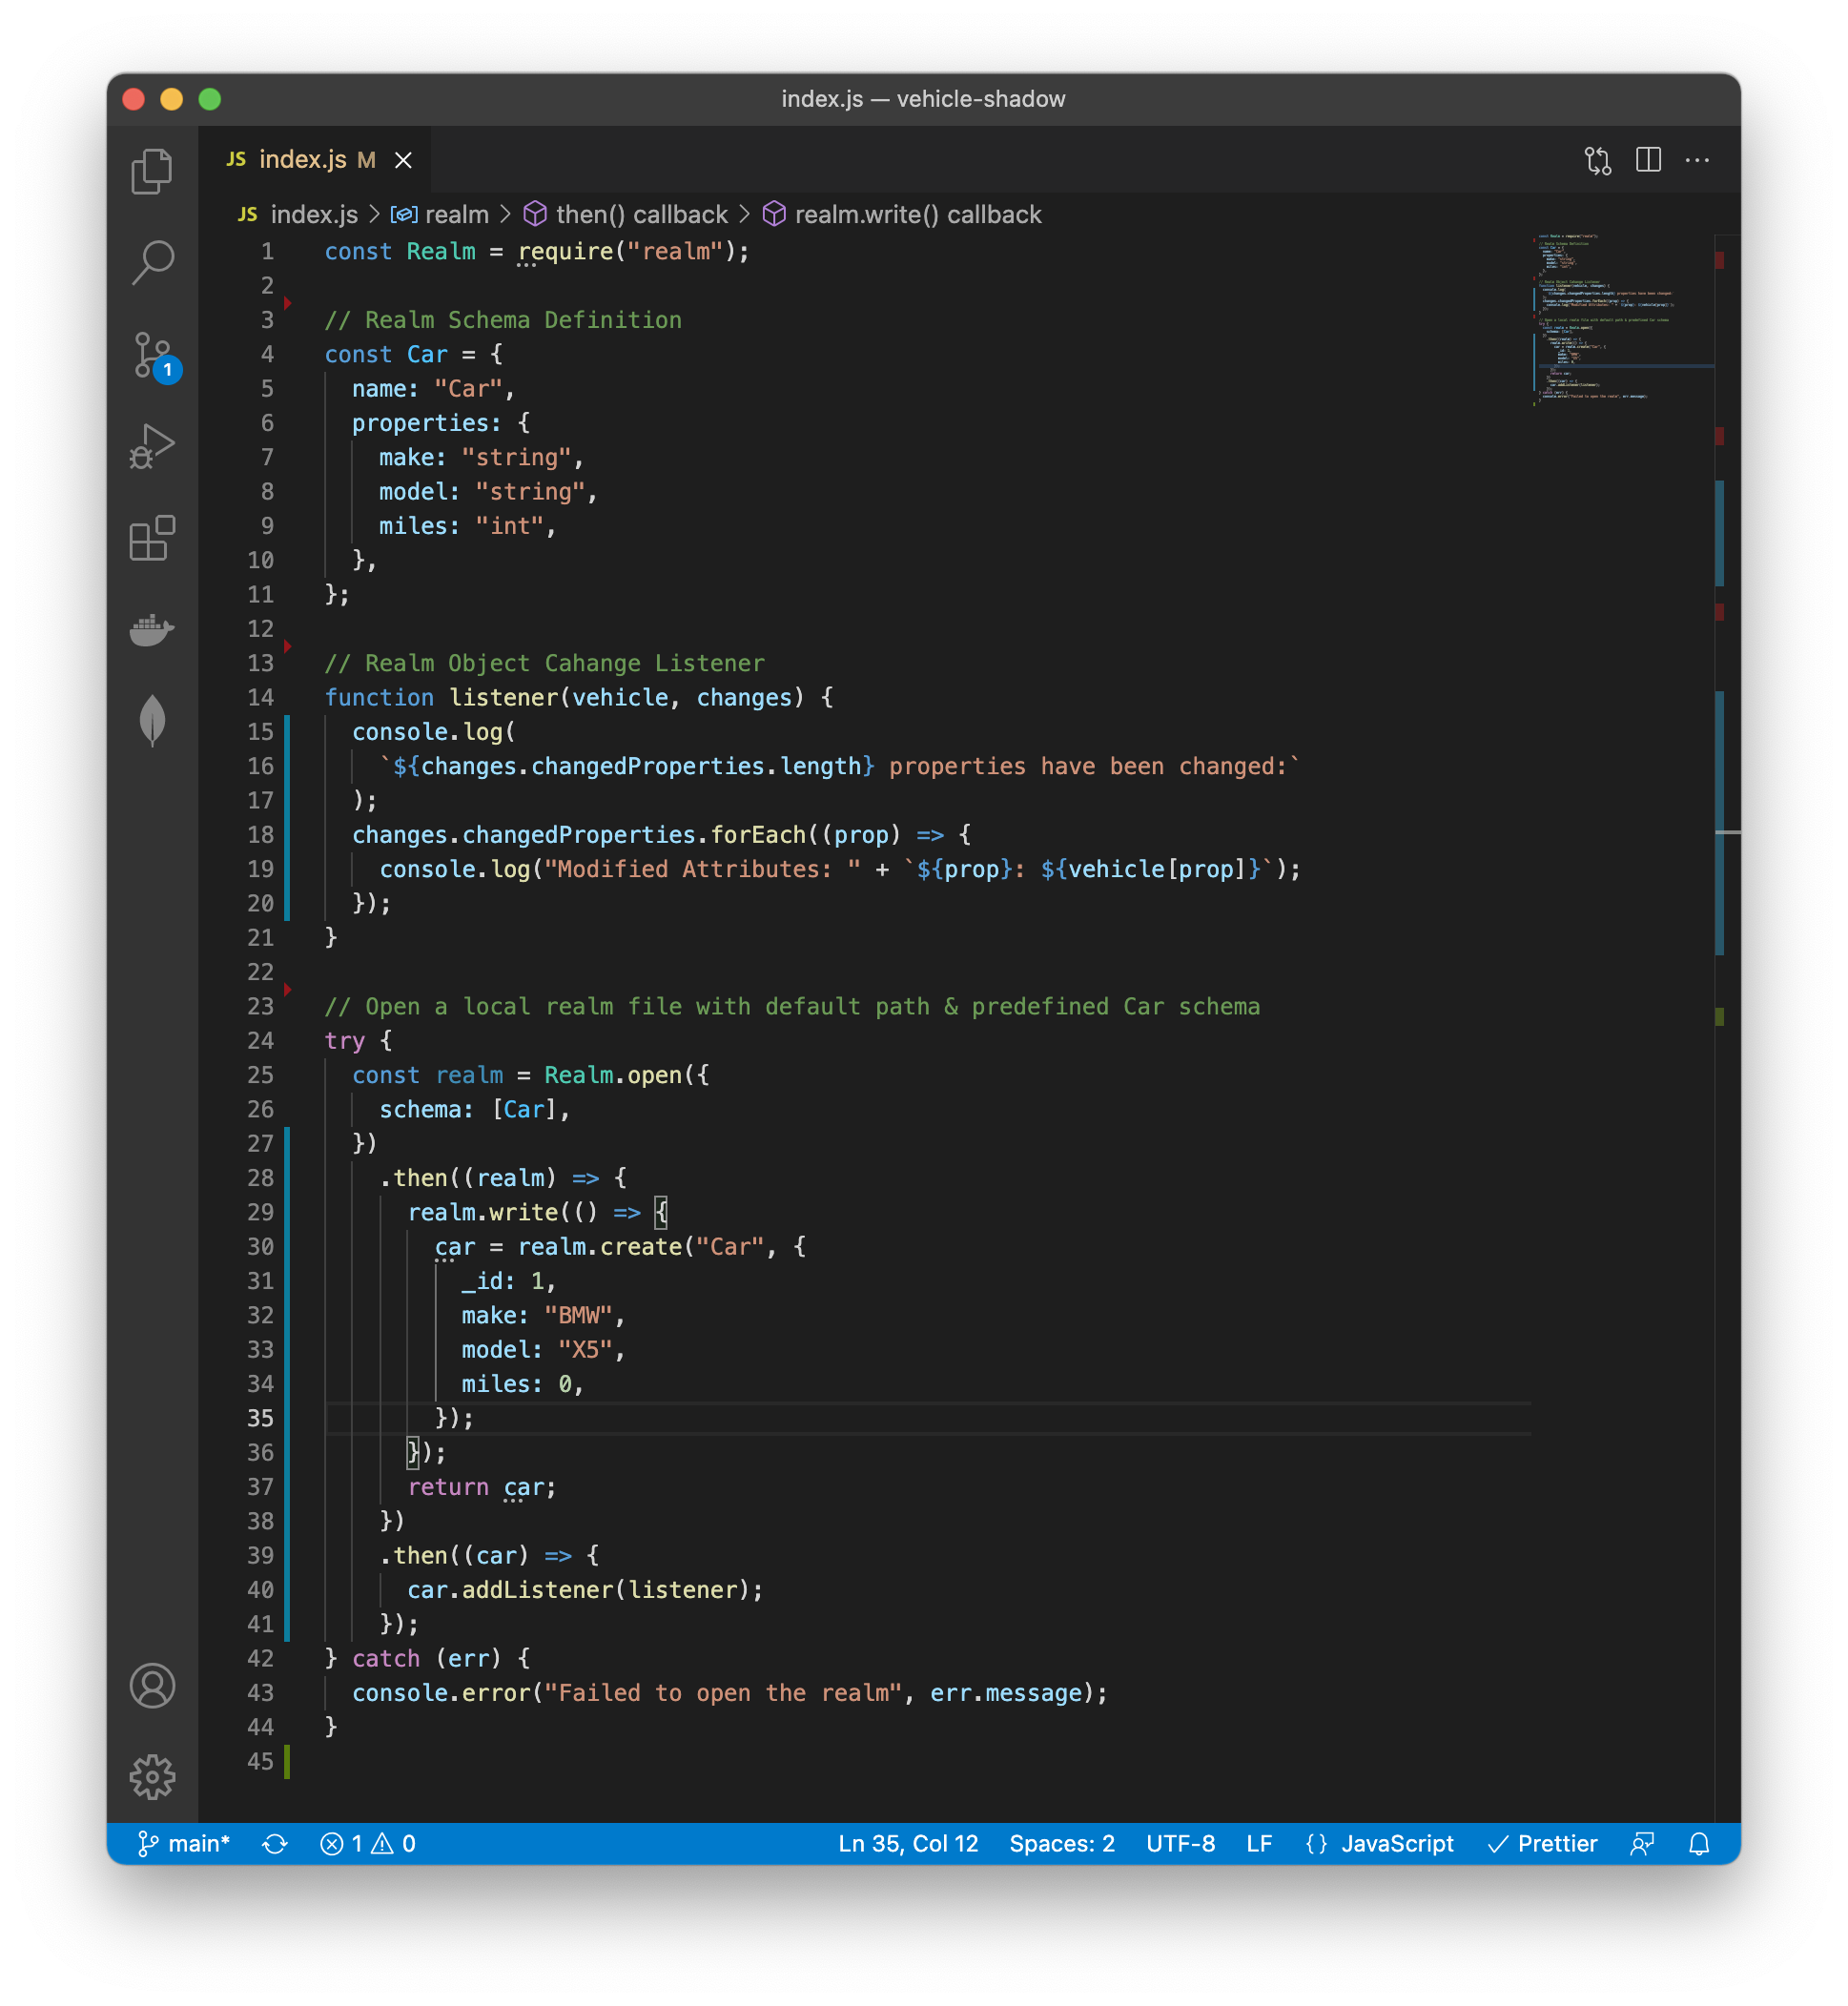 index.js — vehicle-shadow
JS index.js M
JS index.js > realm > then() callback > realm.write() callback
1 const Realm = require("realm");
2
3 // Realm Schema Definition
4 const Car = {
5   name: "Car",
6   properties: {
7     make: "string",
8     model: "string",
9     miles: "int",
10   },
11 };
12
13 // Realm Object Cahange Listener
14 function listener(vehicle, changes) {
15   console.log(
16     `${changes.changedProperties.length} properties have been changed:`
17   );
18   changes.changedProperties.forEach((prop) => {
19     console.log("Modified Attributes: " + `${prop}: ${vehicle[prop]}`);
20   });
21 }
22
23 // Open a local realm file with default path & predefined Car schema
24 try {
25   const realm = Realm.open({
26     schema: [Car],
27   })
28     .then((realm) => {
29       realm.write(() => {
30         car = realm.create("Car", {
31           _id: 1,
32           make: "BMW",
33           model: "X5",
34           miles: 0,
35         });
36       });
37       return car;
38     })
39     .then((car) => {
40       car.addListener(listener);
41     });
42 } catch (err) {
43   console.error("Failed to open the realm", err.message);
44 }
45
1
main* 1 0 Ln 35, Col 12 Spaces: 2 UTF-8 LF {} JavaScript Prettier